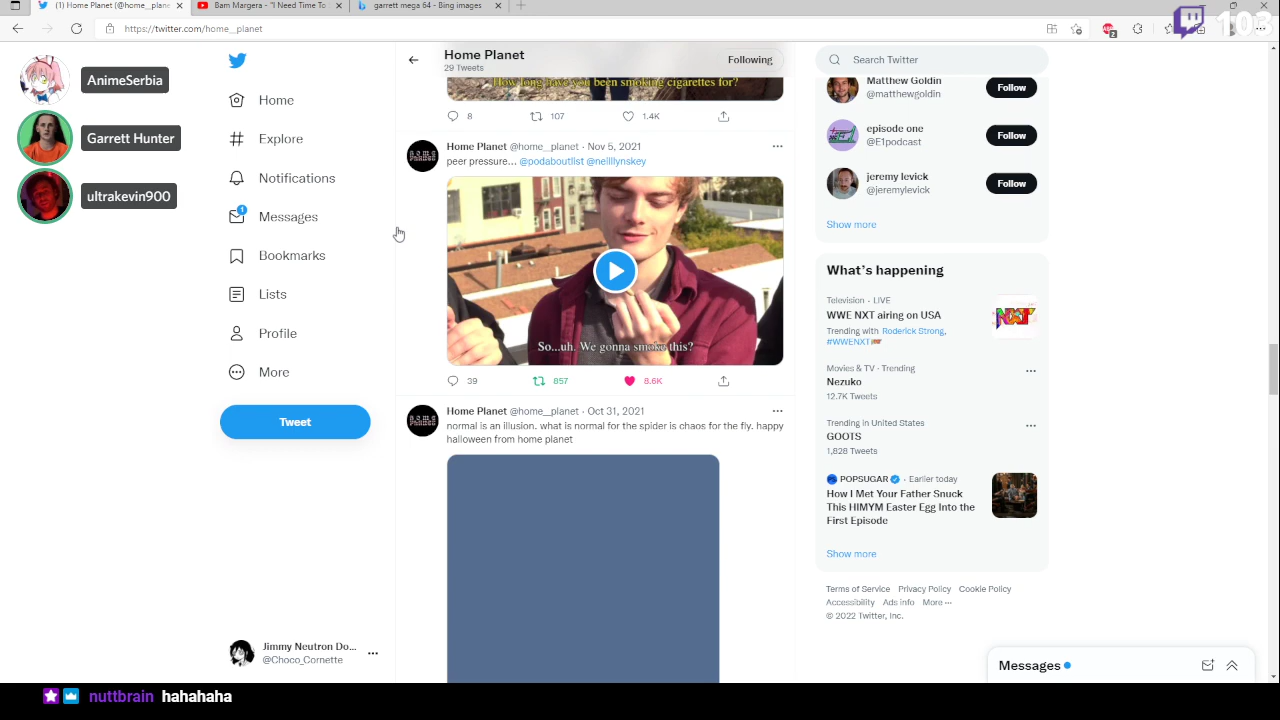 (1) Home Planet (@home__plane
Bam Margera - "I Need Time To
garrett mega 64 - Bing images
https://twitter.com/home__planet
103
AnimeSerbia
Garrett Hunter
ultrakevin900
Home
Explore
Notifications
1
Messages
Bookmarks
Lists
Profile
More
Tweet
Jimmy Neutron Do...
@Choco_Cornette
Home Planet
29 Tweets
Following
How long have you been smoking cigarettes for?
8
107
1.4K
Home Planet @home__planet · Nov 5, 2021
peer pressure... @podaboutlist @neilllynskey
So...uh. We gonna smoke this?
39
857
8.6K
Home Planet @home__planet · Oct 31, 2021
normal is an illusion. what is normal for the spider is chaos for the fly. happy
halloween from home planet
Search Twitter
Matthew Goldin
@matthewgoldin
Follow
episode one
@E1podcast
Follow
jeremy levick
@jeremylevick
Follow
Show more
What's happening
Television · LIVE
WWE NXT airing on USA
Trending with Roderick Strong,
#WWENXT
Movies & TV · Trending
Nezuko
12.7K Tweets
Trending in United States
GOOTS
1,828 Tweets
POPSUGAR · Earlier today
How I Met Your Father Snuck
This HIMYM Easter Egg Into the
First Episode
Show more
Terms of Service Privacy Policy Cookie Policy
Accessibility Ads info More ···
© 2022 Twitter, Inc.
Messages
nuttbrain hahahaha